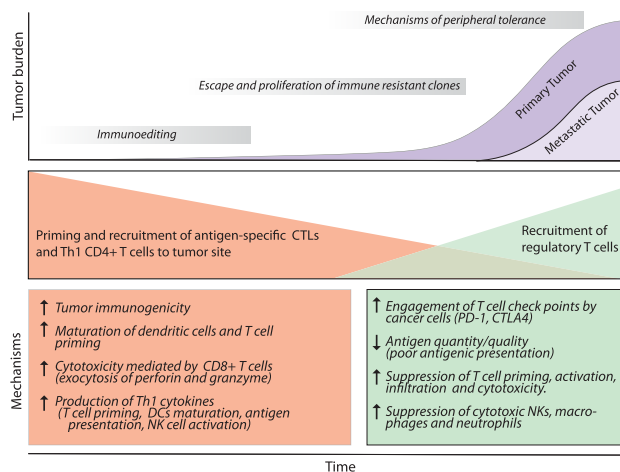 Mechanisms of peripheral tolerance
Tumor burden
Escape and proliferation of immune resistant clones
Primary Tumor
Immunoediting
Metastatic Tumor
Priming and recruitment of antigen-specific CTLs
and Th1 CD4+ T cells to tumor site
Recruitment of
regulatory T cells
Mechanisms
↑ Tumor immunogenicity
↑ Maturation of dendritic cells and T cell
priming
↑ Cytotoxicity mediated by CD8+ T cells
(exocytosis of perforin and granzyme)
↑ Production of Th1 cytokines
(T cell priming, DCs maturation, antigen
presentation, NK cell activation)
↑ Engagement of T cell check points by
cancer cells (PD-1, CTLA4)
↓ Antigen quantity/quality
(poor antigenic presentation)
↑ Suppression of T cell priming, activation,
infiltration and cytotoxicity.
↑ Suppression of cytotoxic NKs, macro-
phages and neutrophils
Time